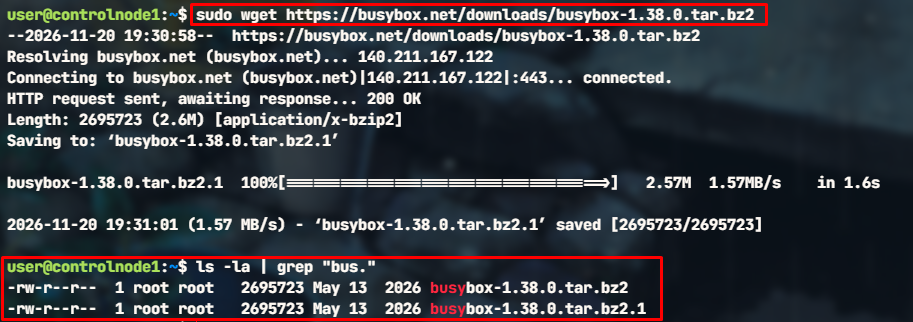 user@controlnode1:~$ sudo wget https://busybox.net/downloads/busybox-1.38.0.tar.bz2
--2026-11-20 19:30:58--  https://busybox.net/downloads/busybox-1.38.0.tar.bz2
Resolving busybox.net (busybox.net)... 140.211.167.122
Connecting to busybox.net (busybox.net)|140.211.167.122|:443... connected.
HTTP request sent, awaiting response... 200 OK
Length: 2695723 (2.6M) [application/x-bzip2]
Saving to: ‘busybox-1.38.0.tar.bz2.1’
busybox-1.38.0.tar.bz2.1  100%[===================================>]   2.57M  1.57MB/s    in 1.6s
2026-11-20 19:31:01 (1.57 MB/s) - ‘busybox-1.38.0.tar.bz2.1’ saved [2695723/2695723]
user@controlnode1:~$ ls -la | grep "bus."
-rw-r--r--  1 root root   2695723 May 13  2026 busybox-1.38.0.tar.bz2
-rw-r--r--  1 root root   2695723 May 13  2026 busybox-1.38.0.tar.bz2.1